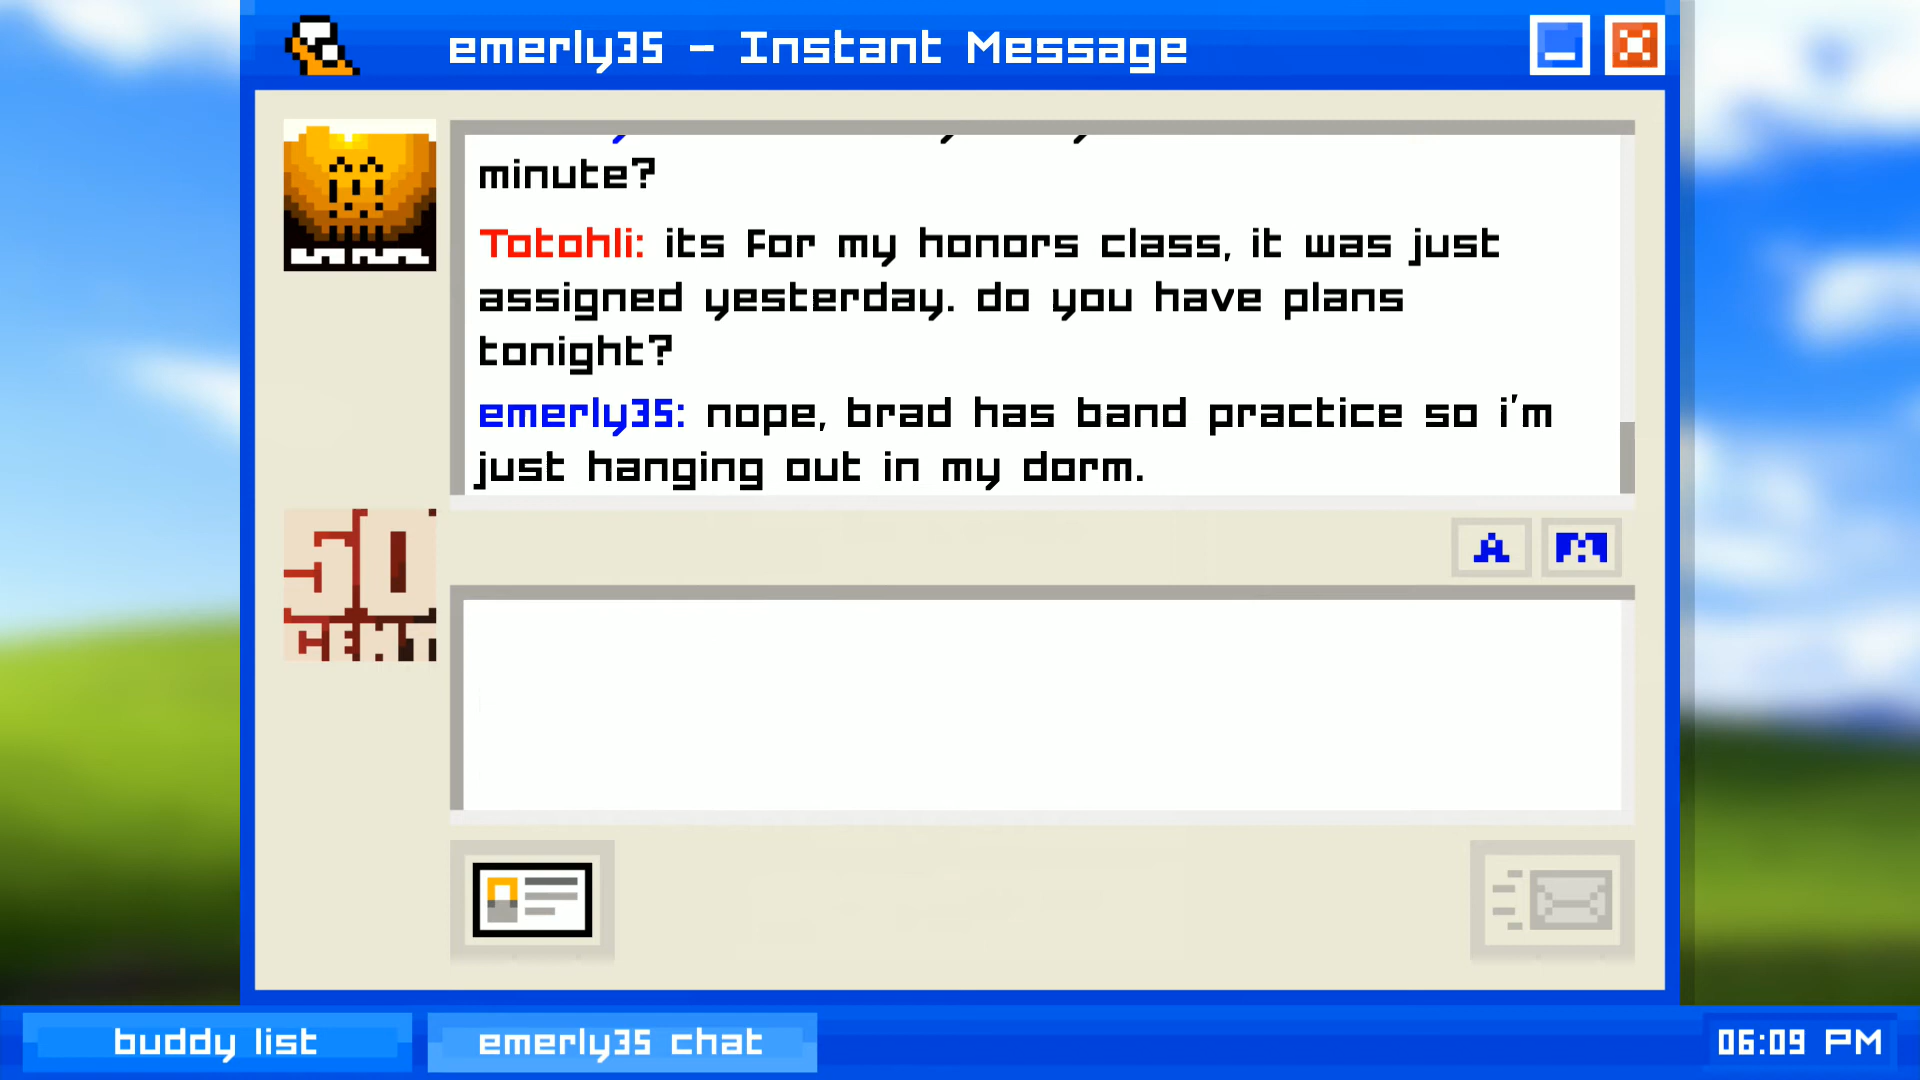 emerly35 - Instant Message
minute?
Totohli: its for my honors class, it was just
assigned yesterday. do you have plans
tonight?
emerly35: nope, brad has band practice so i'm
just hanging out in my dorm.
50
CENT
A
M
buddy list
emerly35 chat
06:09 PM